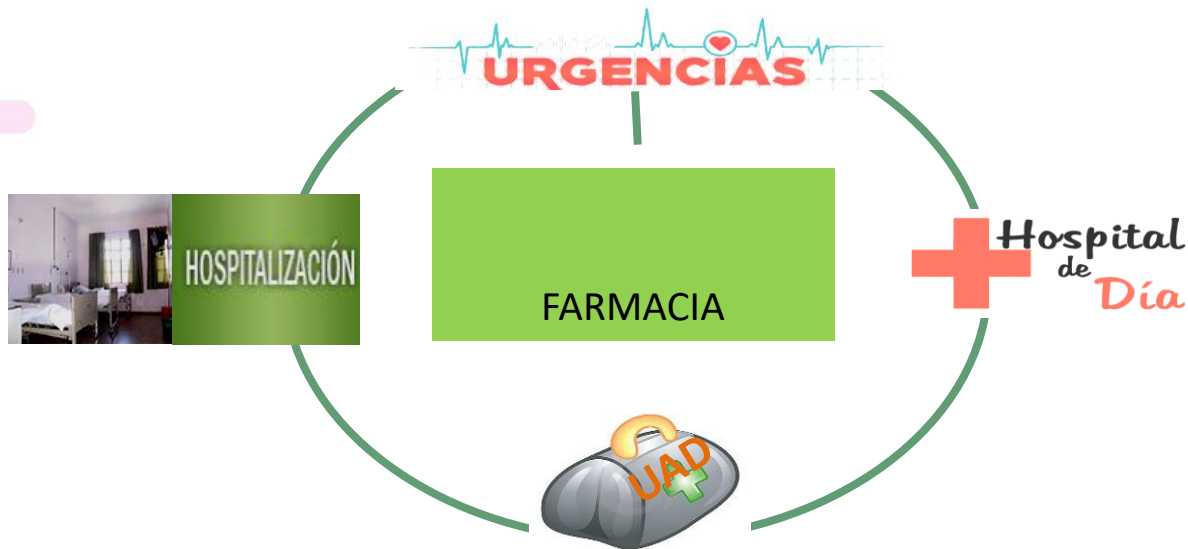 URGENCIAS
HOSPITALIZACIÓN
FARMACIA
Hospital
de
Día
UAD